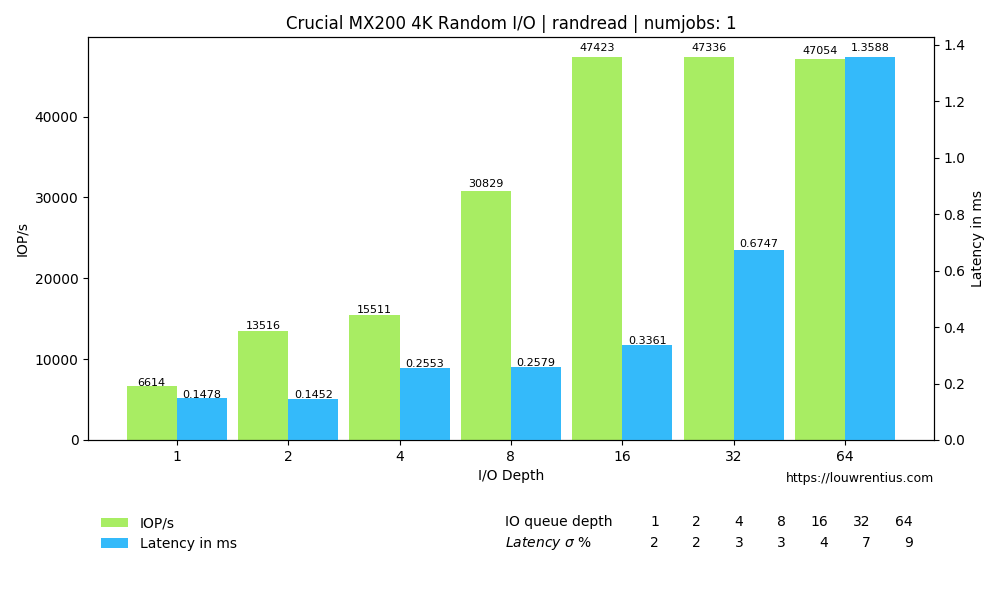 Crucial MX200 4K Random I/O | randread | numjobs: 1
47423 47336 47054 1.3588 1.4
40000 1.2
1.0
30829
30000 0.8
IOP/s Latency in ms
0.6747
20000 0.6
15511
13516 0.3361 0.4
10000 0.2553 0.2579
6614 0.1478 0.1452 0.2
0 0.0
1 2 4 8 16 32 64
I/O Depth
https://louwrentius.com
IOP/s IO queue depth 1 2 4 8 16 32 64
Latency in ms Latency σ % 2 2 3 3 4 7 9